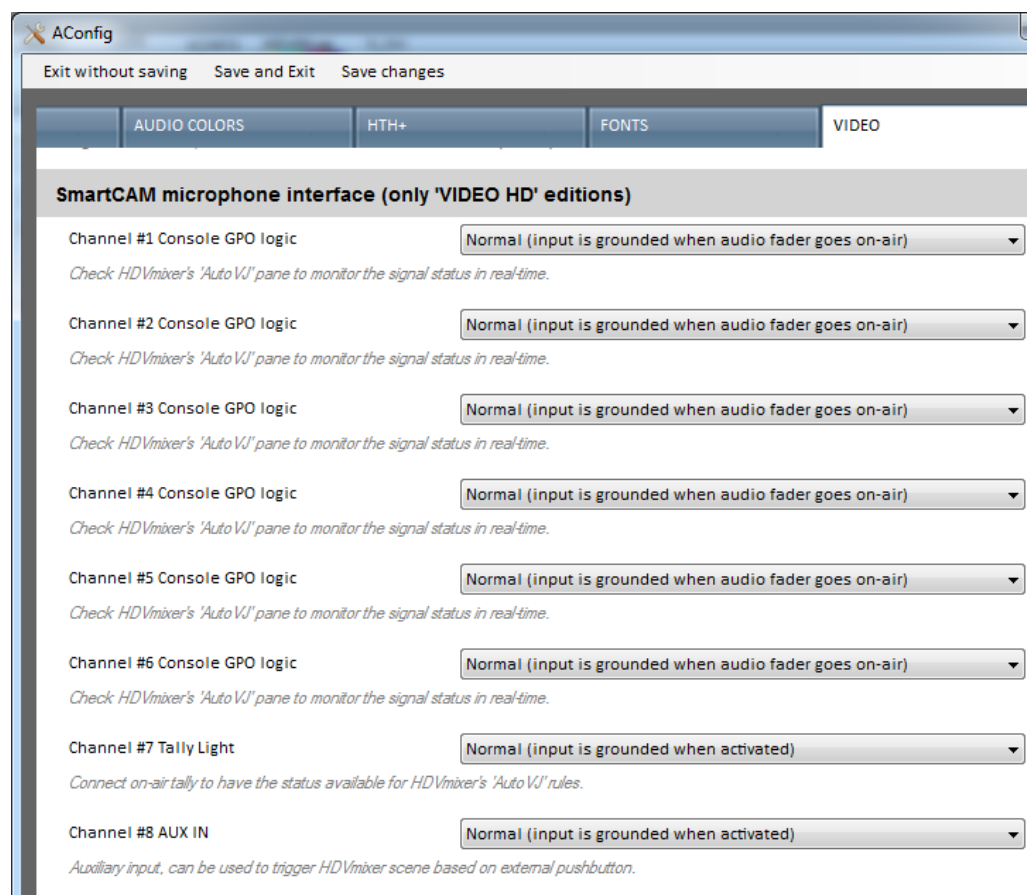 AConfig
Exit without saving Save and Exit Save changes
AUDIO COLORS HTH+ FONTS VIDEO
SmartCAM microphone interface (only 'VIDEO HD' editions)
Channel #1 Console GPO logic Normal (input is grounded when audio fader goes on-air)
Check HDVmixer's 'AutoVJ' pane to monitor the signal status in real-time.
Channel #2 Console GPO logic Normal (input is grounded when audio fader goes on-air)
Check HDVmixer's 'AutoVJ' pane to monitor the signal status in real-time.
Channel #3 Console GPO logic Normal (input is grounded when audio fader goes on-air)
Check HDVmixer's 'AutoVJ' pane to monitor the signal status in real-time.
Channel #4 Console GPO logic Normal (input is grounded when audio fader goes on-air)
Check HDVmixer's 'AutoVJ' pane to monitor the signal status in real-time.
Channel #5 Console GPO logic Normal (input is grounded when audio fader goes on-air)
Check HDVmixer's 'AutoVJ' pane to monitor the signal status in real-time.
Channel #6 Console GPO logic Normal (input is grounded when audio fader goes on-air)
Check HDVmixer's 'AutoVJ' pane to monitor the signal status in real-time.
Channel #7 Tally Light Normal (input is grounded when activated)
Connect on-air tally to have the status available for HDVmixer's 'AutoVJ' rules.
Channel #8 AUX IN Normal (input is grounded when activated)
Auxiliary input, can be used to trigger HDVmixer scene based on external pushbutton.